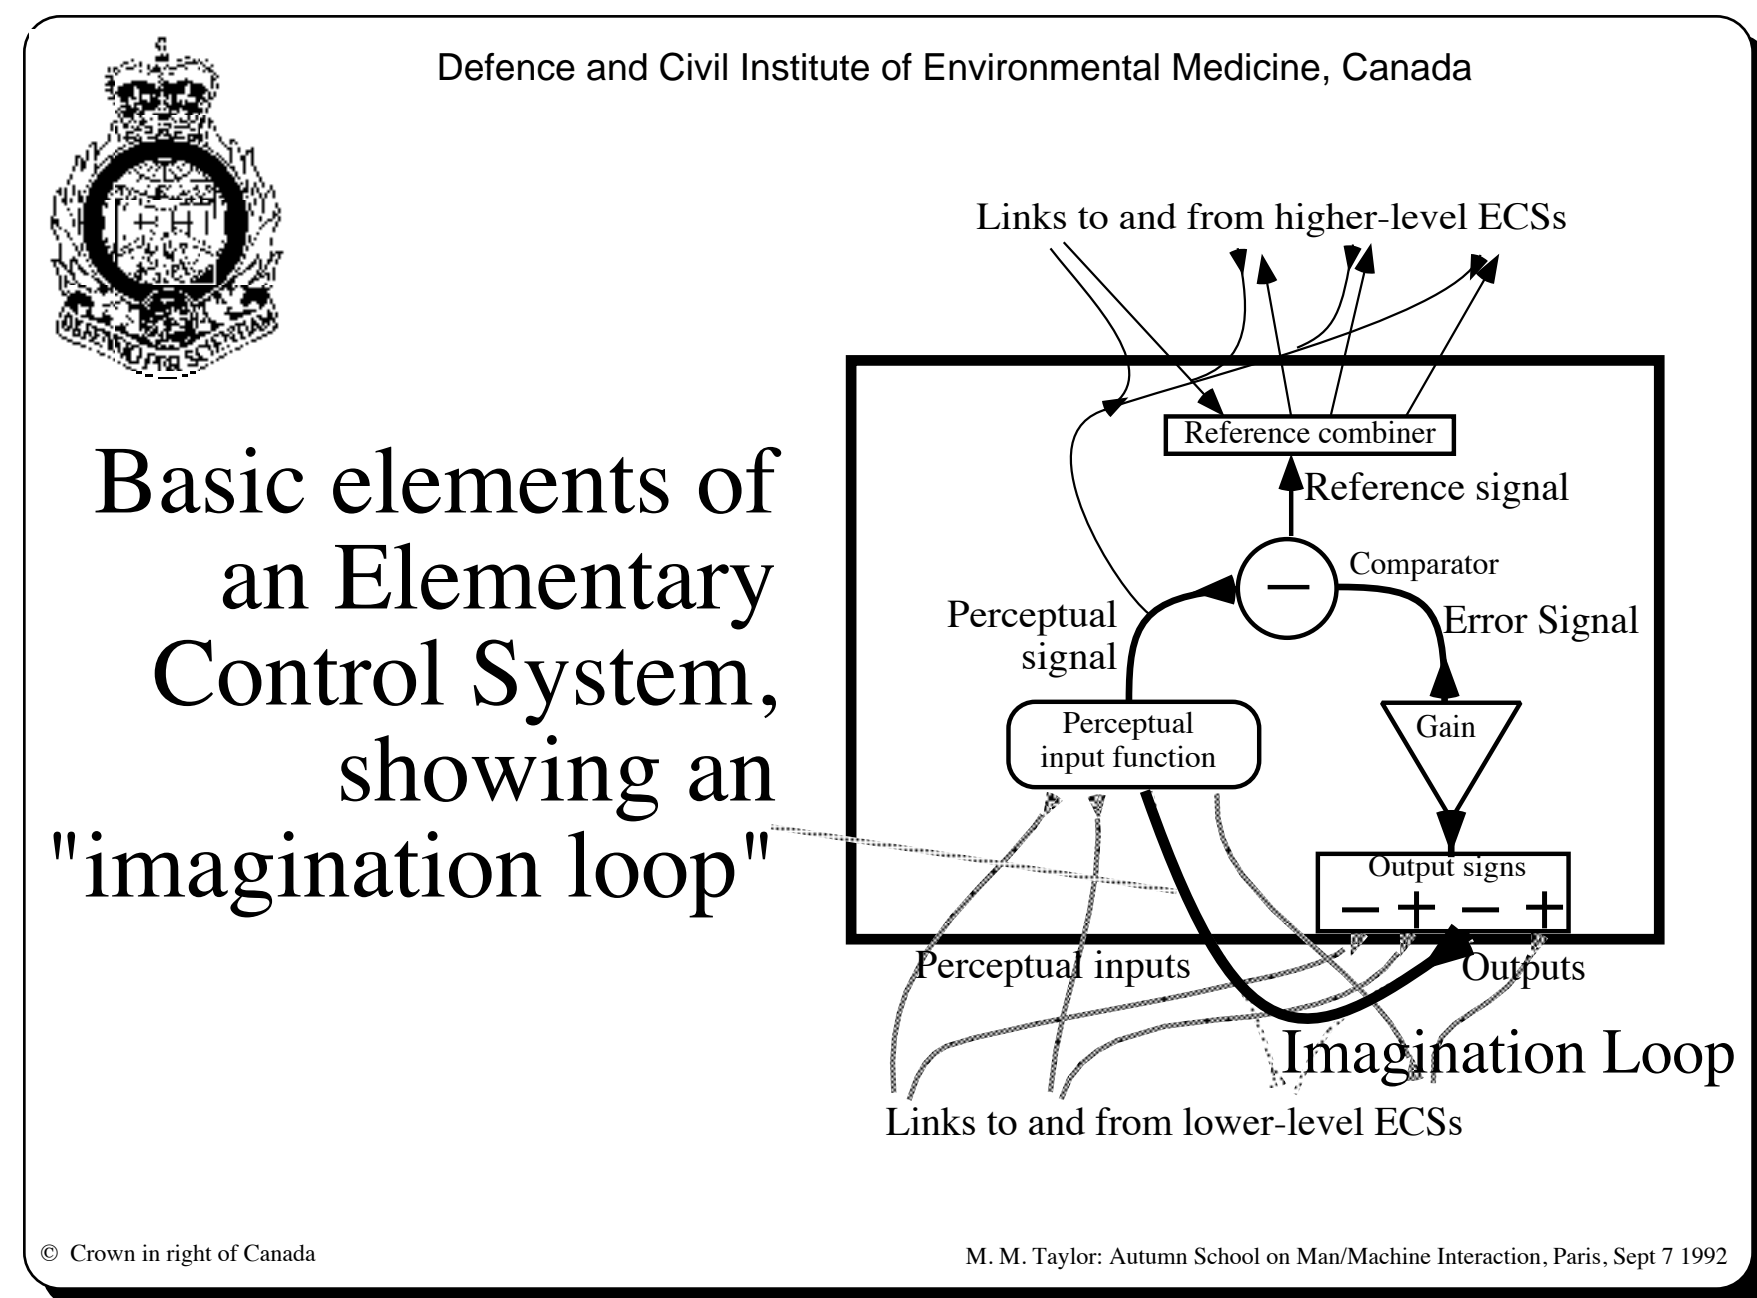 Defence and Civil Institute of Environmental Medicine, Canada
Links to and from higher-level ECSs
Reference combiner
Reference signal
Comparator
Basic elements of
an Elementary
Control System,
showing an
"imagination loop"
Perceptual
signal
Error Signal
Perceptual
input function
Gain
Output signs
− + − +
Perceptual inputs
Outputs
Imagination Loop
Links to and from lower-level ECSs
© Crown in right of Canada
M. M. Taylor: Autumn School on Man/Machine Interaction, Paris, Sept 7 1992